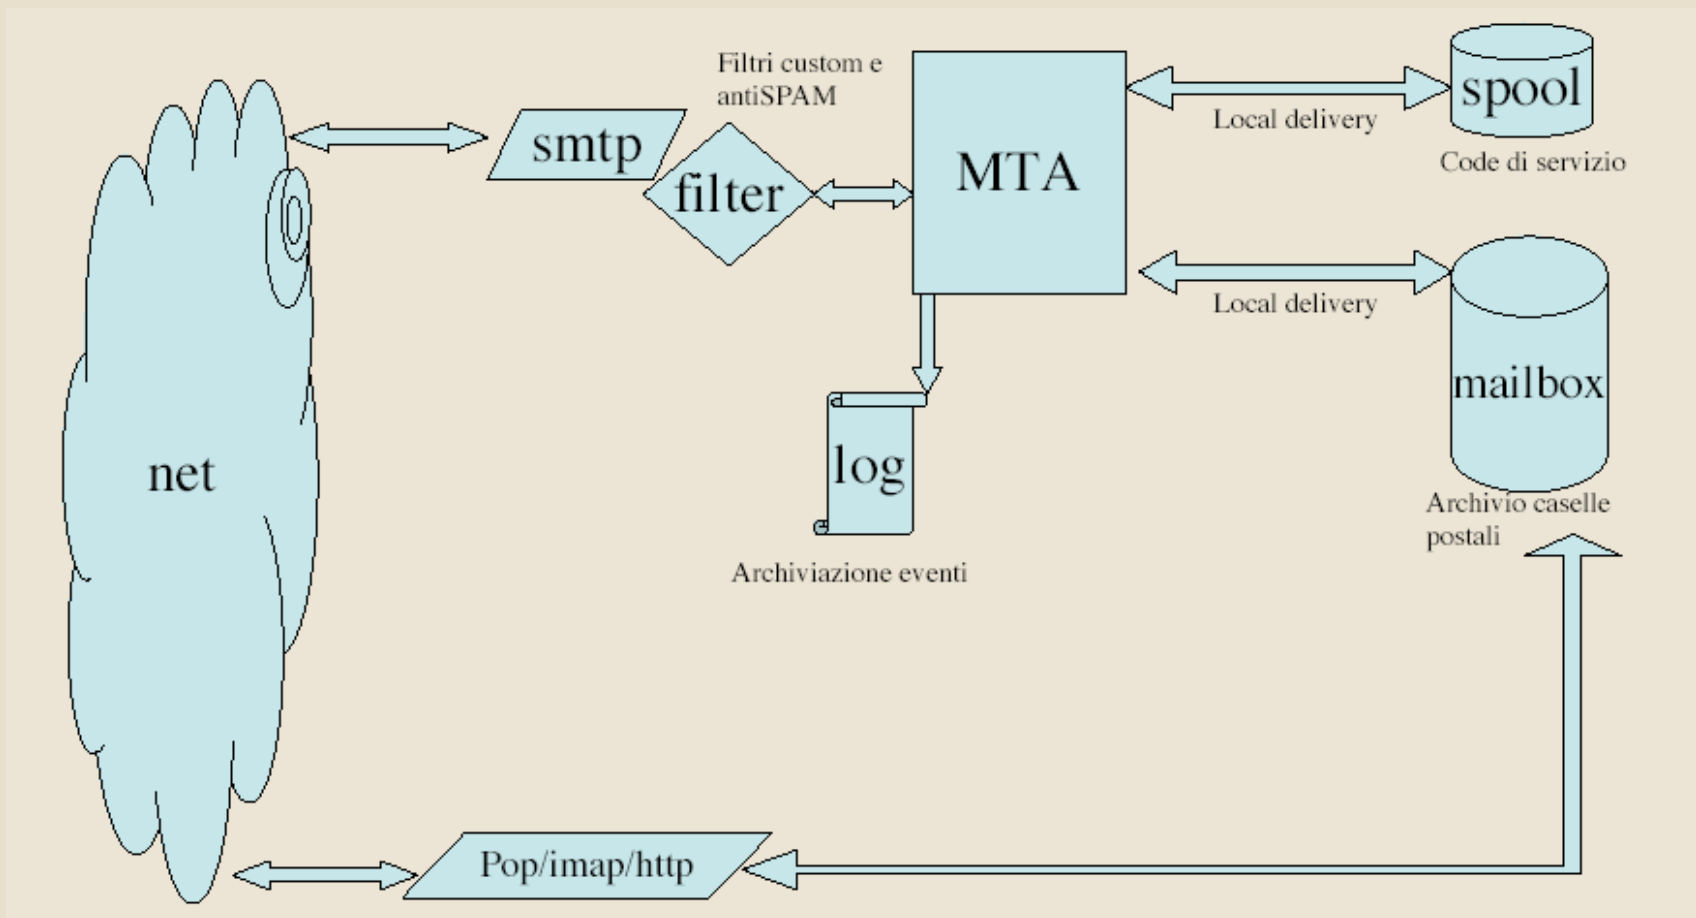 Filtri custom e
antiSPAM
smtp
filter
MTA
Local delivery
spool
Code di servizio
Local delivery
mailbox
Archivio caselle
postali
net
log
Archiviazione eventi
Pop/imap/http